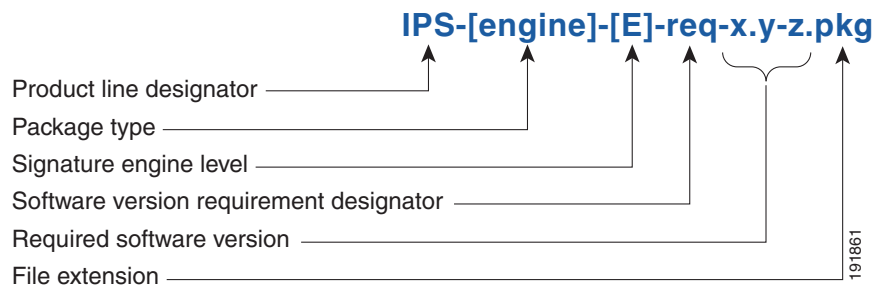 IPS-[engine]-[E]-req-x.y-z.pkg
Product line designator
Package type
Signature engine level
Software version requirement designator
Required software version
File extension
191861